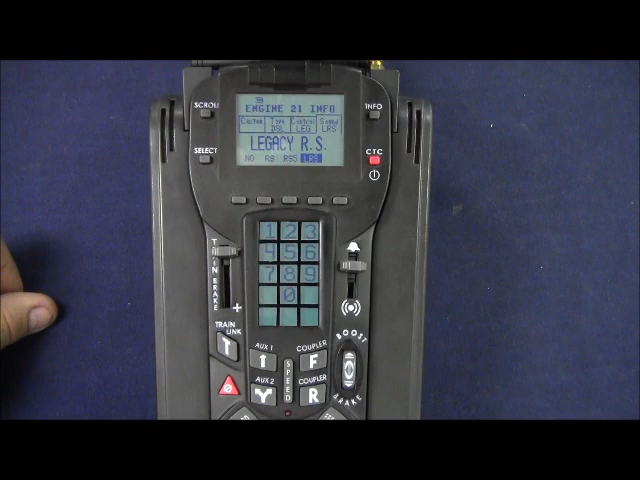 SCROLL
ENGINE 21 INFO
INFO
Custom Type Control Sound
DSL LEG LRS
LEGACY R.S.
NO RS RS5 LRS
SELECT
CTC
1 2 3
4 5 6
7 8 9
0
TRAIN BRAKE
+
TRAIN LINK
T
AUX 1
COUPLER
F
SPEED
AUX 2
COUPLER
R
BOOST
BRAKE